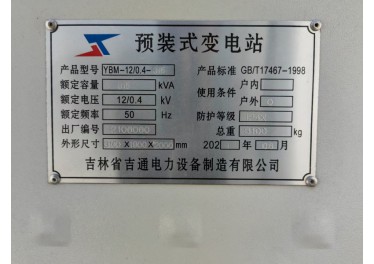 预装式变电站
产品型号 YBM-12/0.4- 产品标准 GB/T17467-1998
额定容量 kVA 使用条件 户内
额定电压 12/0.4 kV 户外
额定频率 50 Hz 防护等级
出厂编号 总重 kg
外形尺寸 X X mm 202 年 月
吉林省吉通电力设备制造有限公司